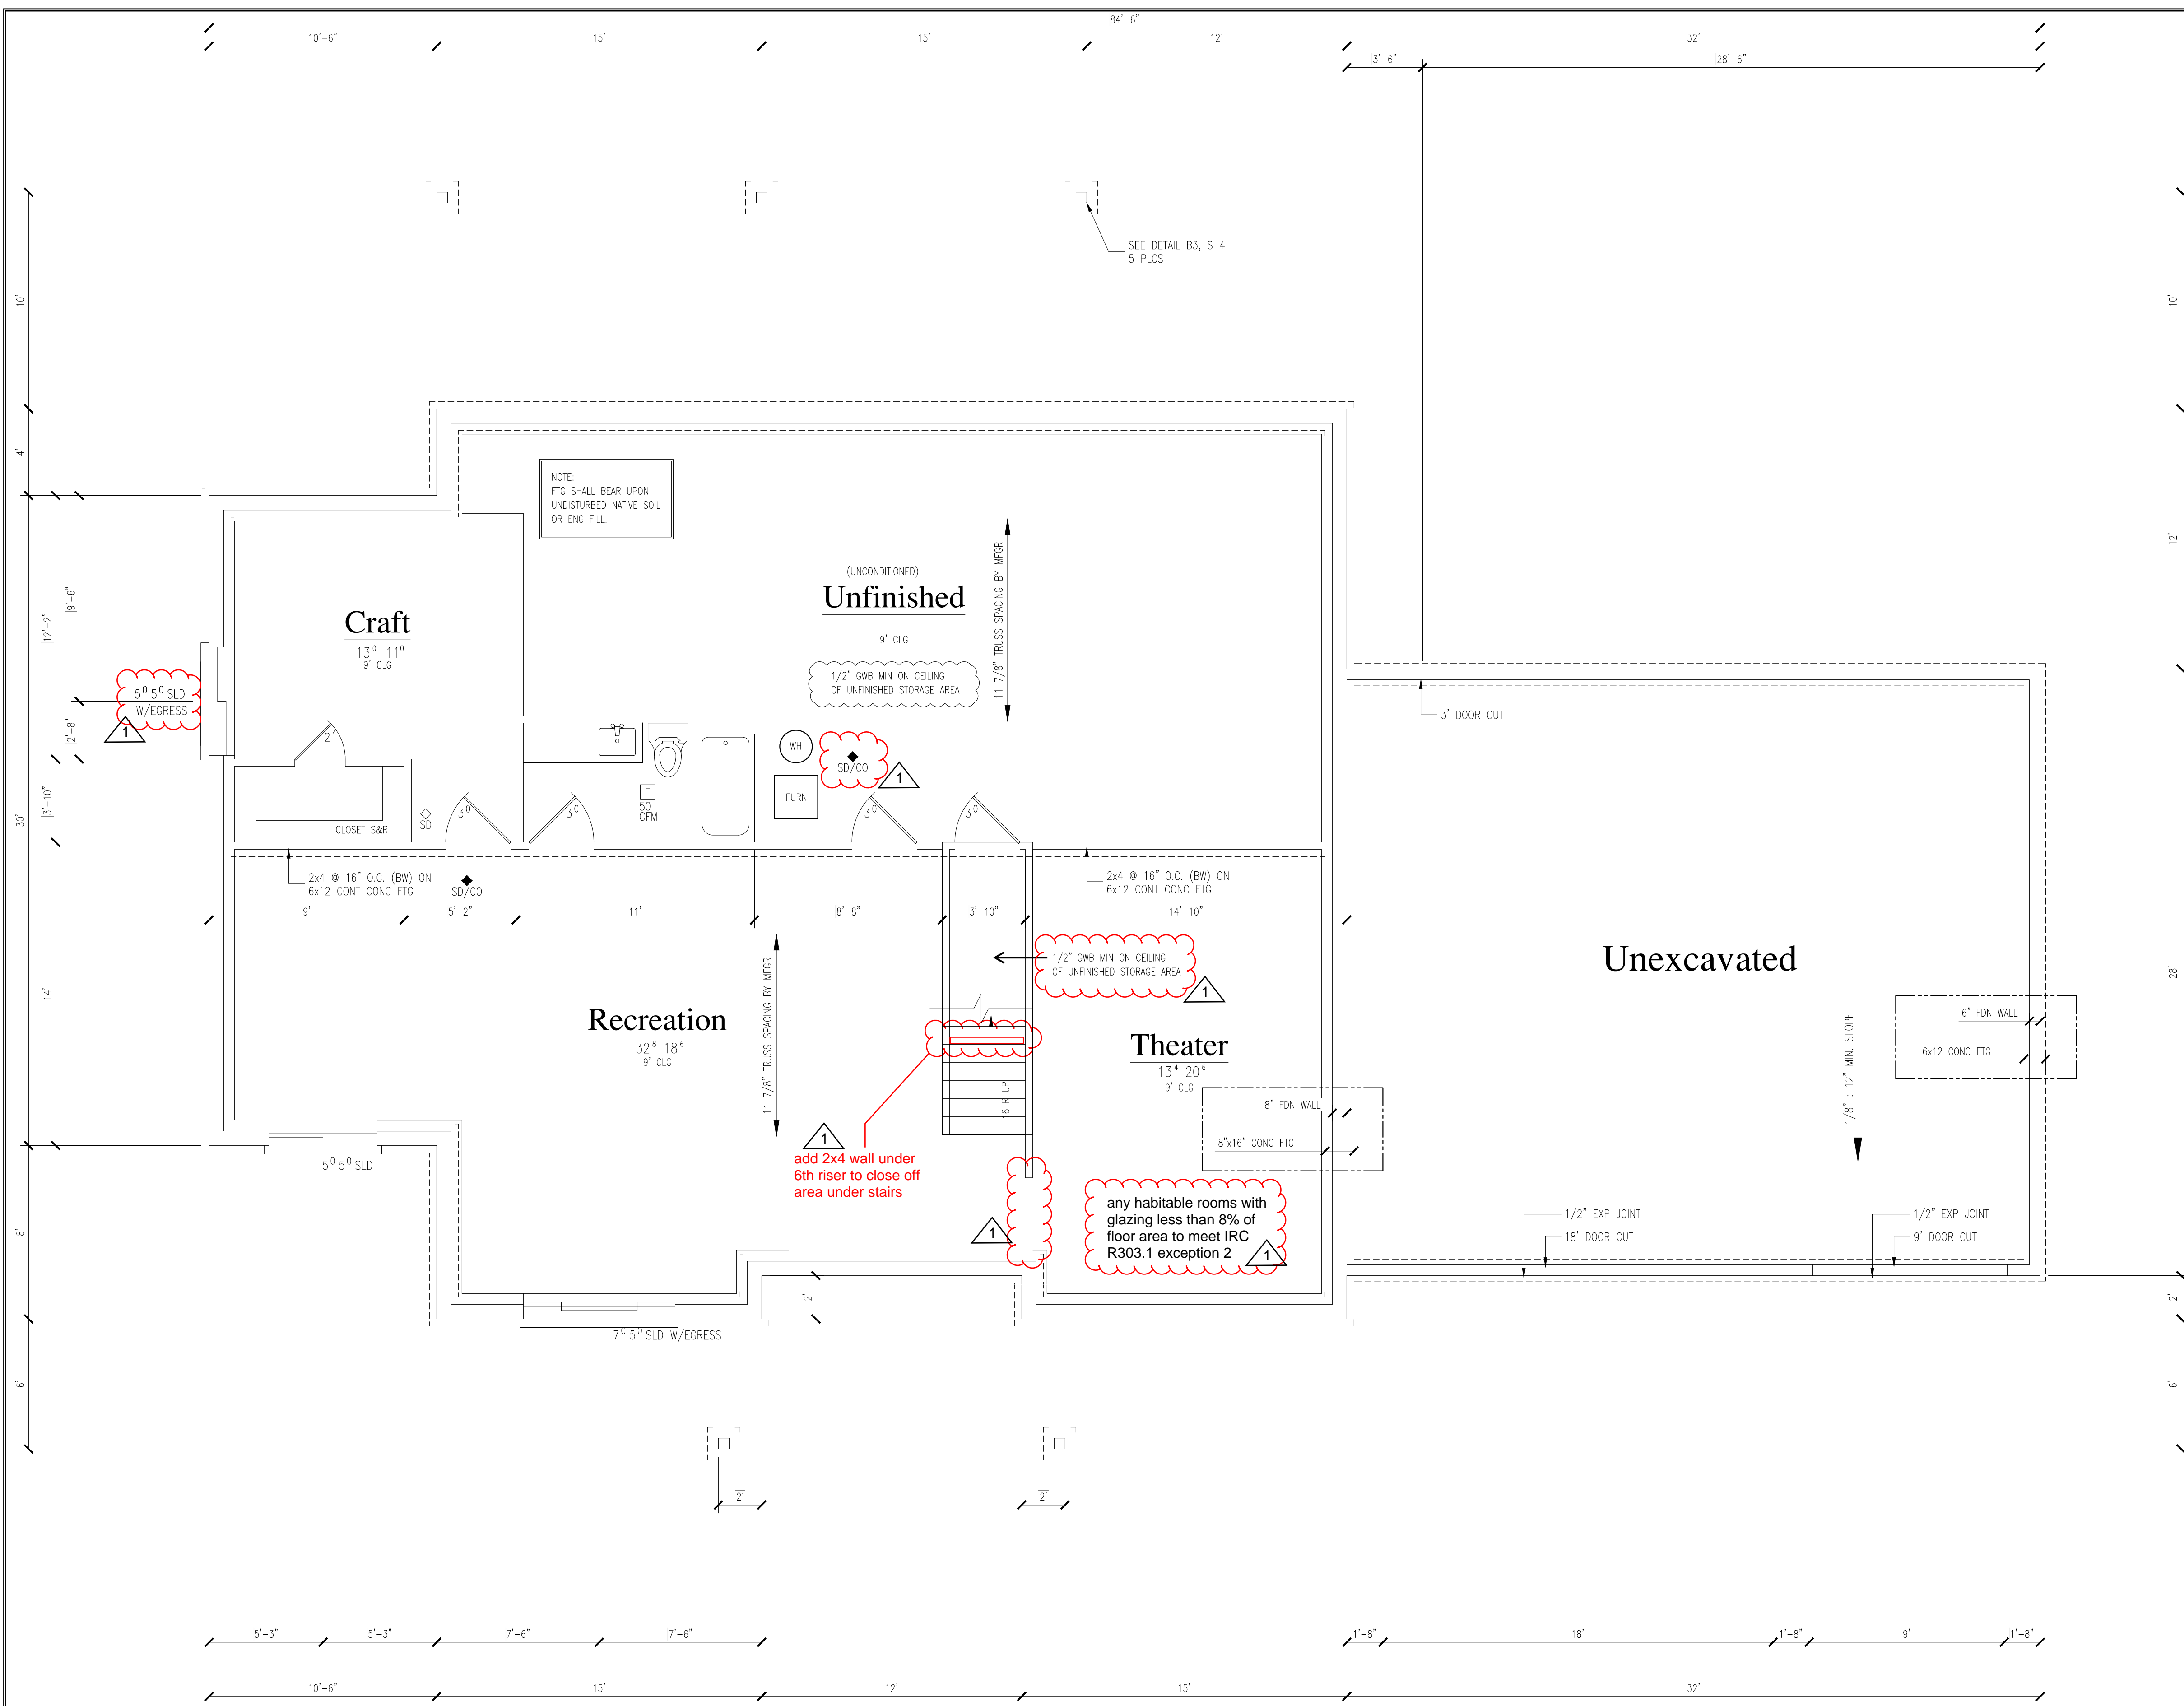 84'-6"
10'-6"
15'
15'
12'
32'
3'-6"
28'-6"
SEE DETAIL B3, SH4
5 PLCS
10'
10'
4'
12'
NOTE:
FTG SHALL BEAR UPON
UNDISTURBED NATIVE SOIL
OR ENG FILL.
(UNCONDITIONED)
Unfinished
9' CLG
1/2" GWB MIN ON CEILING
OF UNFINISHED STORAGE AREA
11 7/8" TRUSS SPACING BY MFGR
Craft
13⁰ 11⁰
9' CLG
9'-6"
12'-2"
2'-8"
3'-10"
30'
14'
5⁰ 5⁰ SLD
W/EGRESS
1
2⁴
CLOSET S&R
SD
3⁰
3⁰
F
50
CFM
WH
FURN
SD/CO
1
3⁰
3⁰
3' DOOR CUT
2x4 @ 16" O.C. (BW) ON
6x12 CONT CONC FTG
SD/CO
2x4 @ 16" O.C. (BW) ON
6x12 CONT CONC FTG
9'
5'-2"
11'
8'-8"
3'-10"
14'-10"
1/2" GWB MIN ON CEILING
OF UNFINISHED STORAGE AREA
1
Unexcavated
28'
Recreation
32⁸ 18⁶
9' CLG
11 7/8" TRUSS SPACING BY MFGR
16 R UP
Theater
13⁴ 20⁶
9' CLG
8" FDN WALL
8"x16" CONC FTG
6" FDN WALL
6x12 CONC FTG
1/8" : 12" MIN. SLOPE
1
add 2x4 wall under
6th riser to close off
area under stairs
1
any habitable rooms with
glazing less than 8% of
floor area to meet IRC
R303.1 exception 2
1
5⁰ 5⁰ SLD
1/2" EXP JOINT
18' DOOR CUT
1/2" EXP JOINT
9' DOOR CUT
8'
2'
2'
7⁰ 5⁰ SLD W/EGRESS
6'
6'
2'
2'
5'-3"
5'-3"
7'-6"
7'-6"
1'-8"
18'
1'-8"
9'
1'-8"
10'-6"
15'
12'
15'
32'